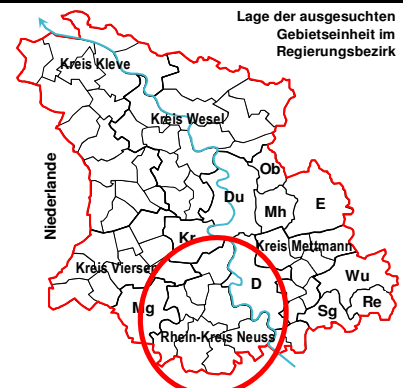 Lage der ausgesuchten
Gebietseinheit im
Regierungsbezirk
Kreis Kleve
Kreis Wesel
Niederlande
Ob
Du
Mh
E
Kr
Kreis Mettmann
Kreis Viersen
Wu
D
Mg
Sg
Re
Rhein-Kreis Neuss